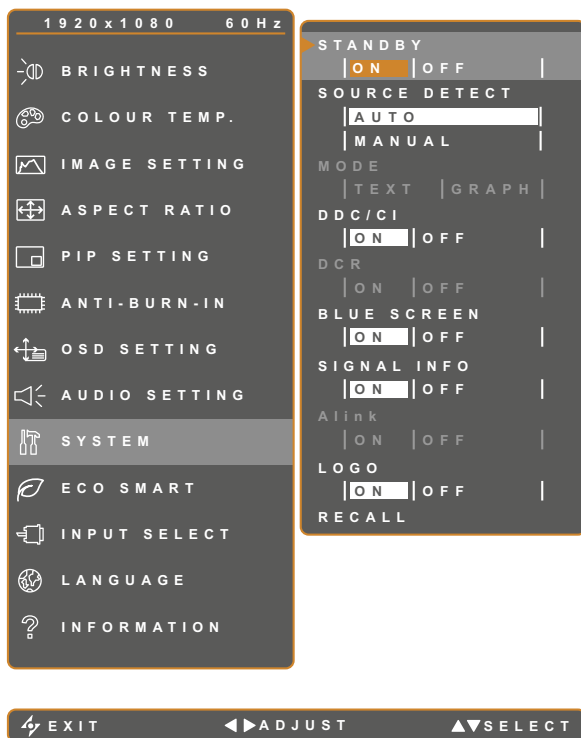 1920x1080 60Hz
BRIGHTNESS
COLOUR TEMP.
IMAGE SETTING
ASPECT RATIO
PIP SETTING
ANTI-BURN-IN
OSD SETTING
AUDIO SETTING
SYSTEM
ECO SMART
INPUT SELECT
LANGUAGE
INFORMATION
STANDBY
ON OFF
SOURCE DETECT
AUTO
MANUAL
MODE
TEXT GRAPH
DDC/CI
ON OFF
DCR
ON OFF
BLUE SCREEN
ON OFF
SIGNAL INFO
ON OFF
Alink
ON OFF
LOGO
ON OFF
RECALL
EXIT ADJUST SELECT